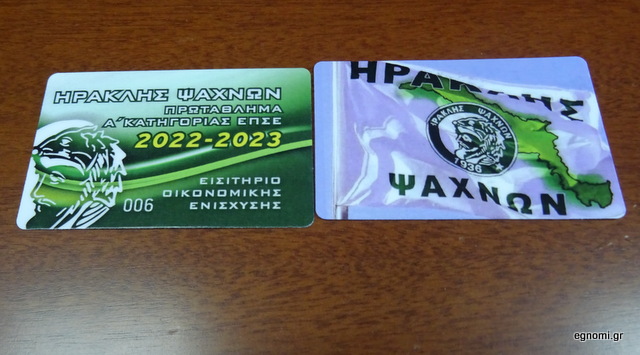 ΗΡΑΚΛΗΣ ΨΑΧΝΩΝ
ΠΡΩΤΑΘΛΗΜΑ
Α΄ ΚΑΤΗΓΟΡΙΑΣ ΕΠΣΕ
2022-2023
ΕΙΣΙΤΗΡΙΟ
ΟΙΚΟΝΟΜΙΚΗΣ
ΕΝΙΣΧΥΣΗΣ
006
ΗΡΑΚΛΗΣ
ΗΡΑΚΛΗΣ ΨΑΧΝΩΝ
1936
ΨΑΧΝΩΝ
egnomi.gr